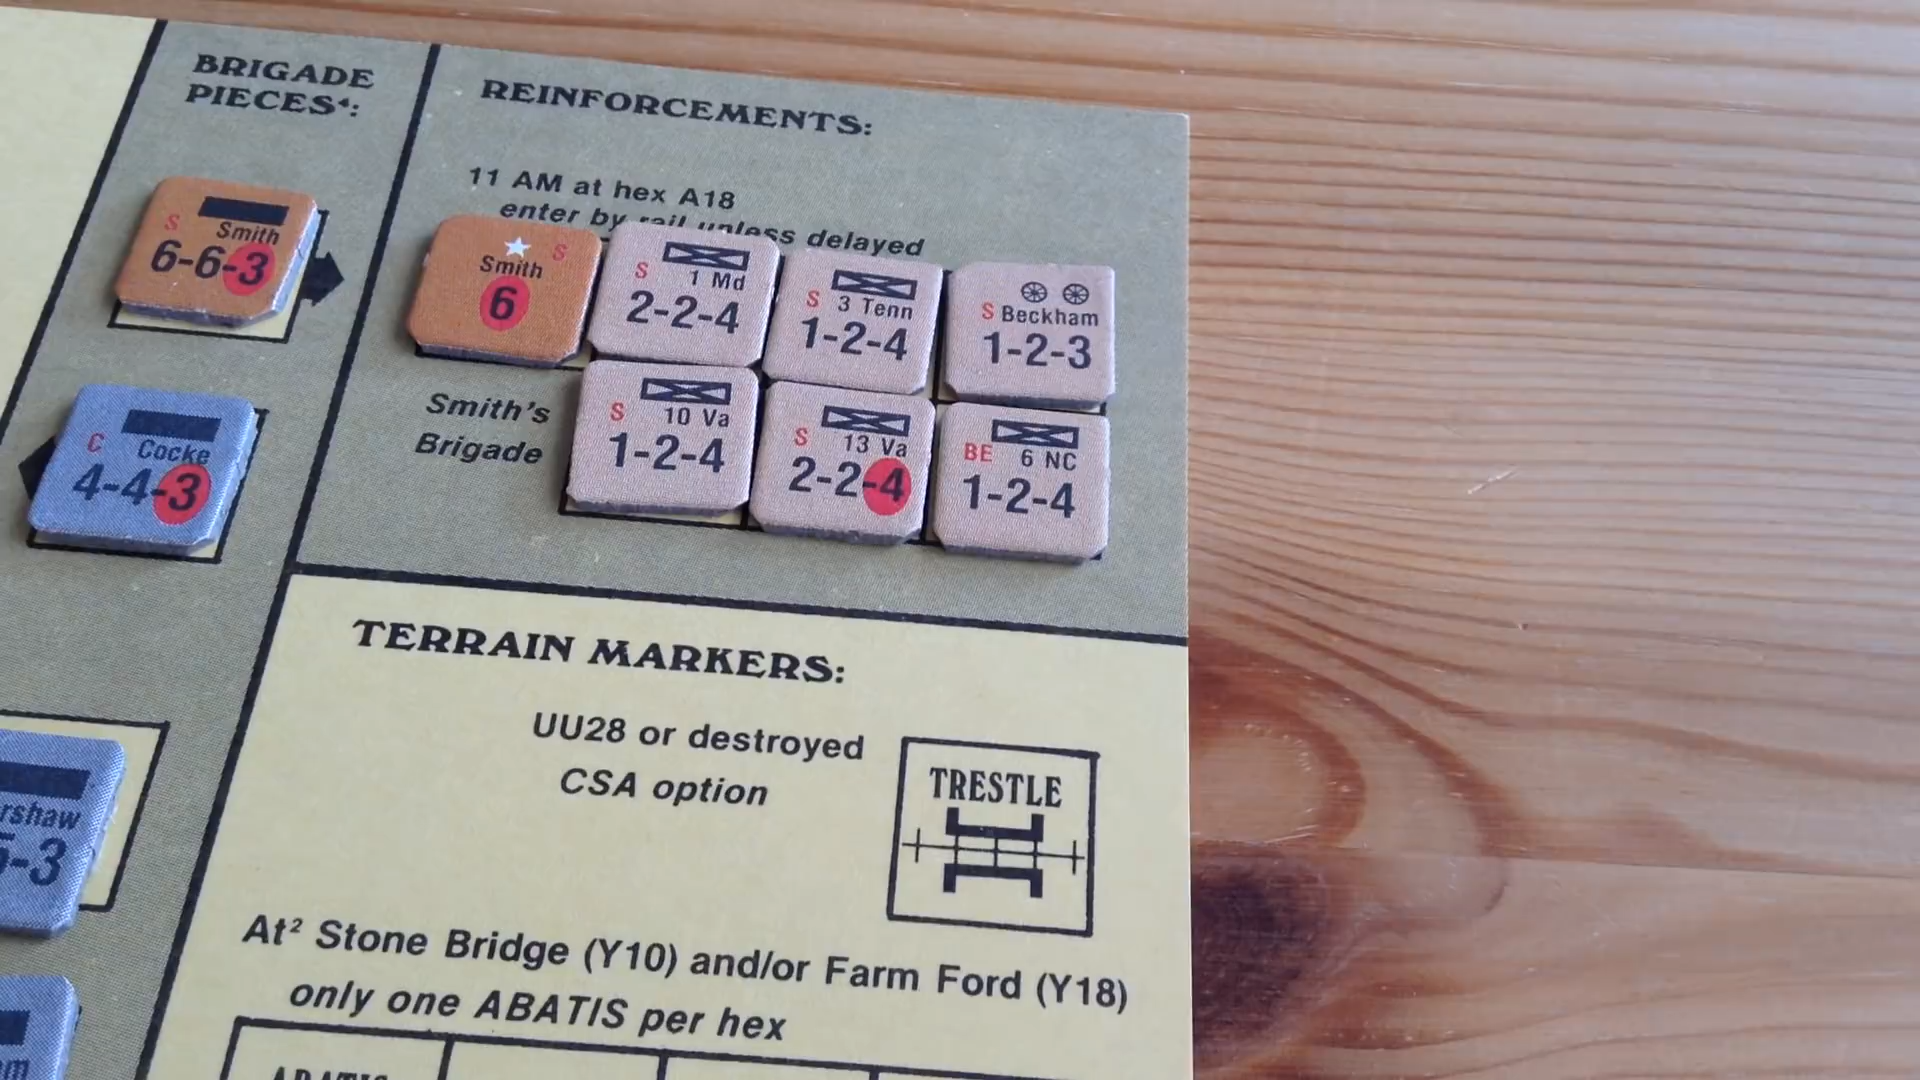 BRIGADE
PIECES⁴:
S
Smith
6-6-3
C
Cocke
4-4-3
REINFORCEMENTS:
11 AM at hex A18
enter by rail unless delayed
S
Smith
6
S 1 Md
2-2-4
S 3 Tenn
1-2-4
S Beckham
1-2-3
Smith's
Brigade
S 10 Va
1-2-4
S 13 Va
2-2-4
BE 6 NC
1-2-4
TERRAIN MARKERS:
UU28 or destroyed
CSA option
TRESTLE
At² Stone Bridge (Y10) and/or Farm Ford (Y18)
only one ABATIS per hex
ABATIS